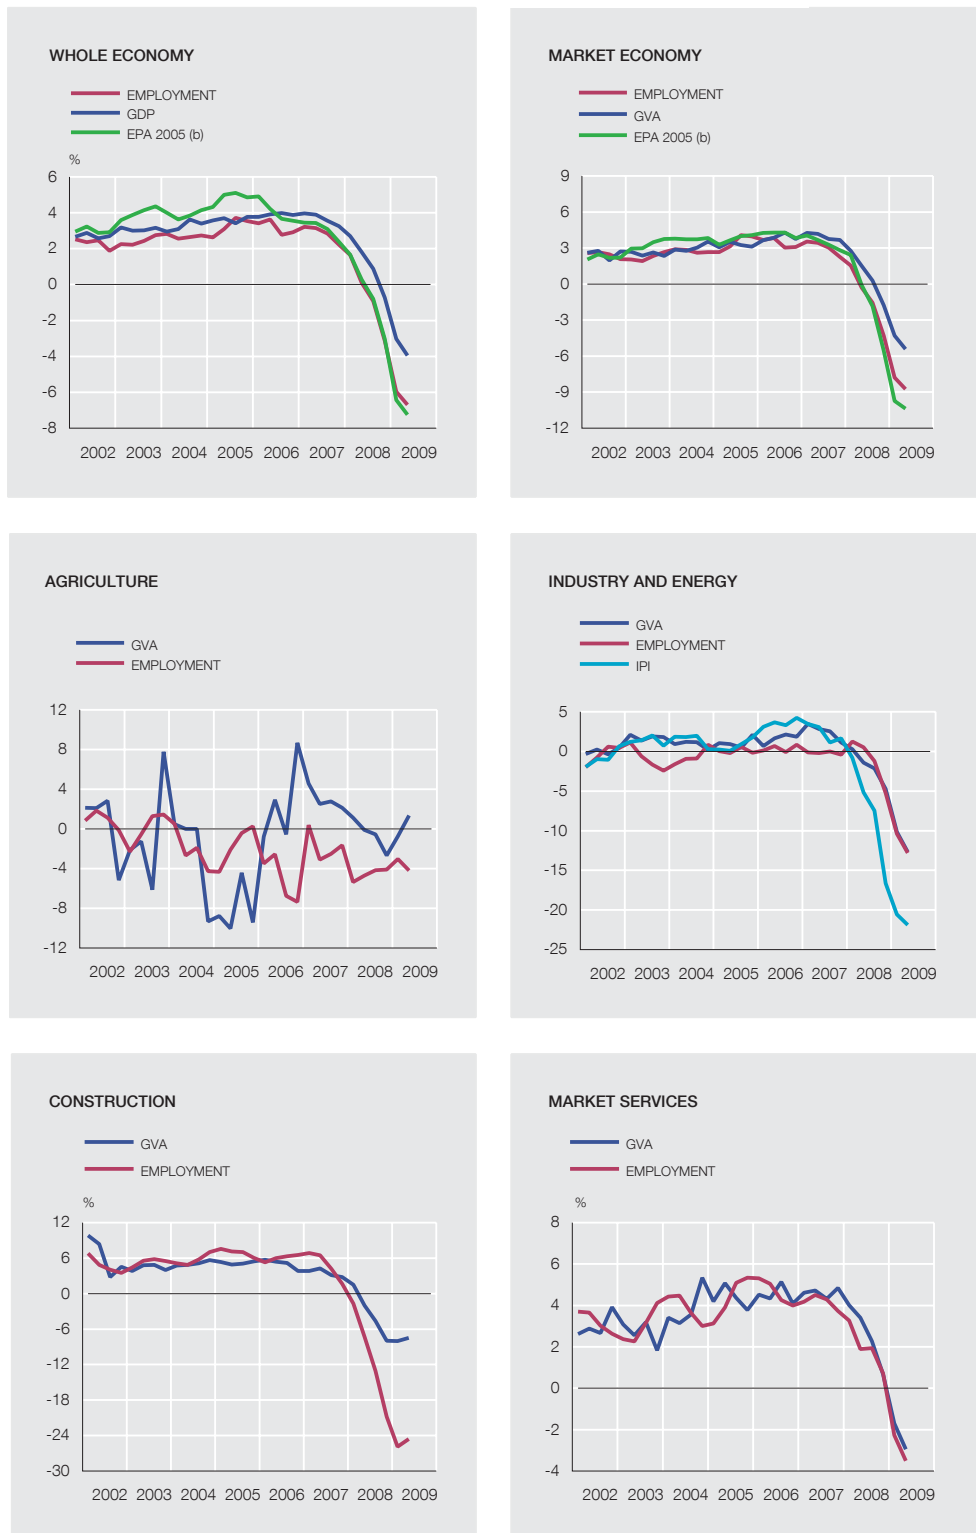 WHOLE ECONOMY
EMPLOYMENT
GDP
EPA 2005 (b)
%
6
4
2
0
-2
-4
-6
-8
2002 2003 2004 2005 2006 2007 2008 2009
MARKET ECONOMY
EMPLOYMENT
GVA
EPA 2005 (b)
9
6
3
0
-3
-6
-9
-12
2002 2003 2004 2005 2006 2007 2008 2009
AGRICULTURE
GVA
EMPLOYMENT
12
8
4
0
-4
-8
-12
2002 2003 2004 2005 2006 2007 2008 2009
INDUSTRY AND ENERGY
GVA
EMPLOYMENT
IPI
5
0
-5
-10
-15
-20
-25
2002 2003 2004 2005 2006 2007 2008 2009
CONSTRUCTION
GVA
EMPLOYMENT
%
12
6
0
-6
-12
-18
-24
-30
2002 2003 2004 2005 2006 2007 2008 2009
MARKET SERVICES
GVA
EMPLOYMENT
%
8
6
4
2
0
-2
-4
2002 2003 2004 2005 2006 2007 2008 2009